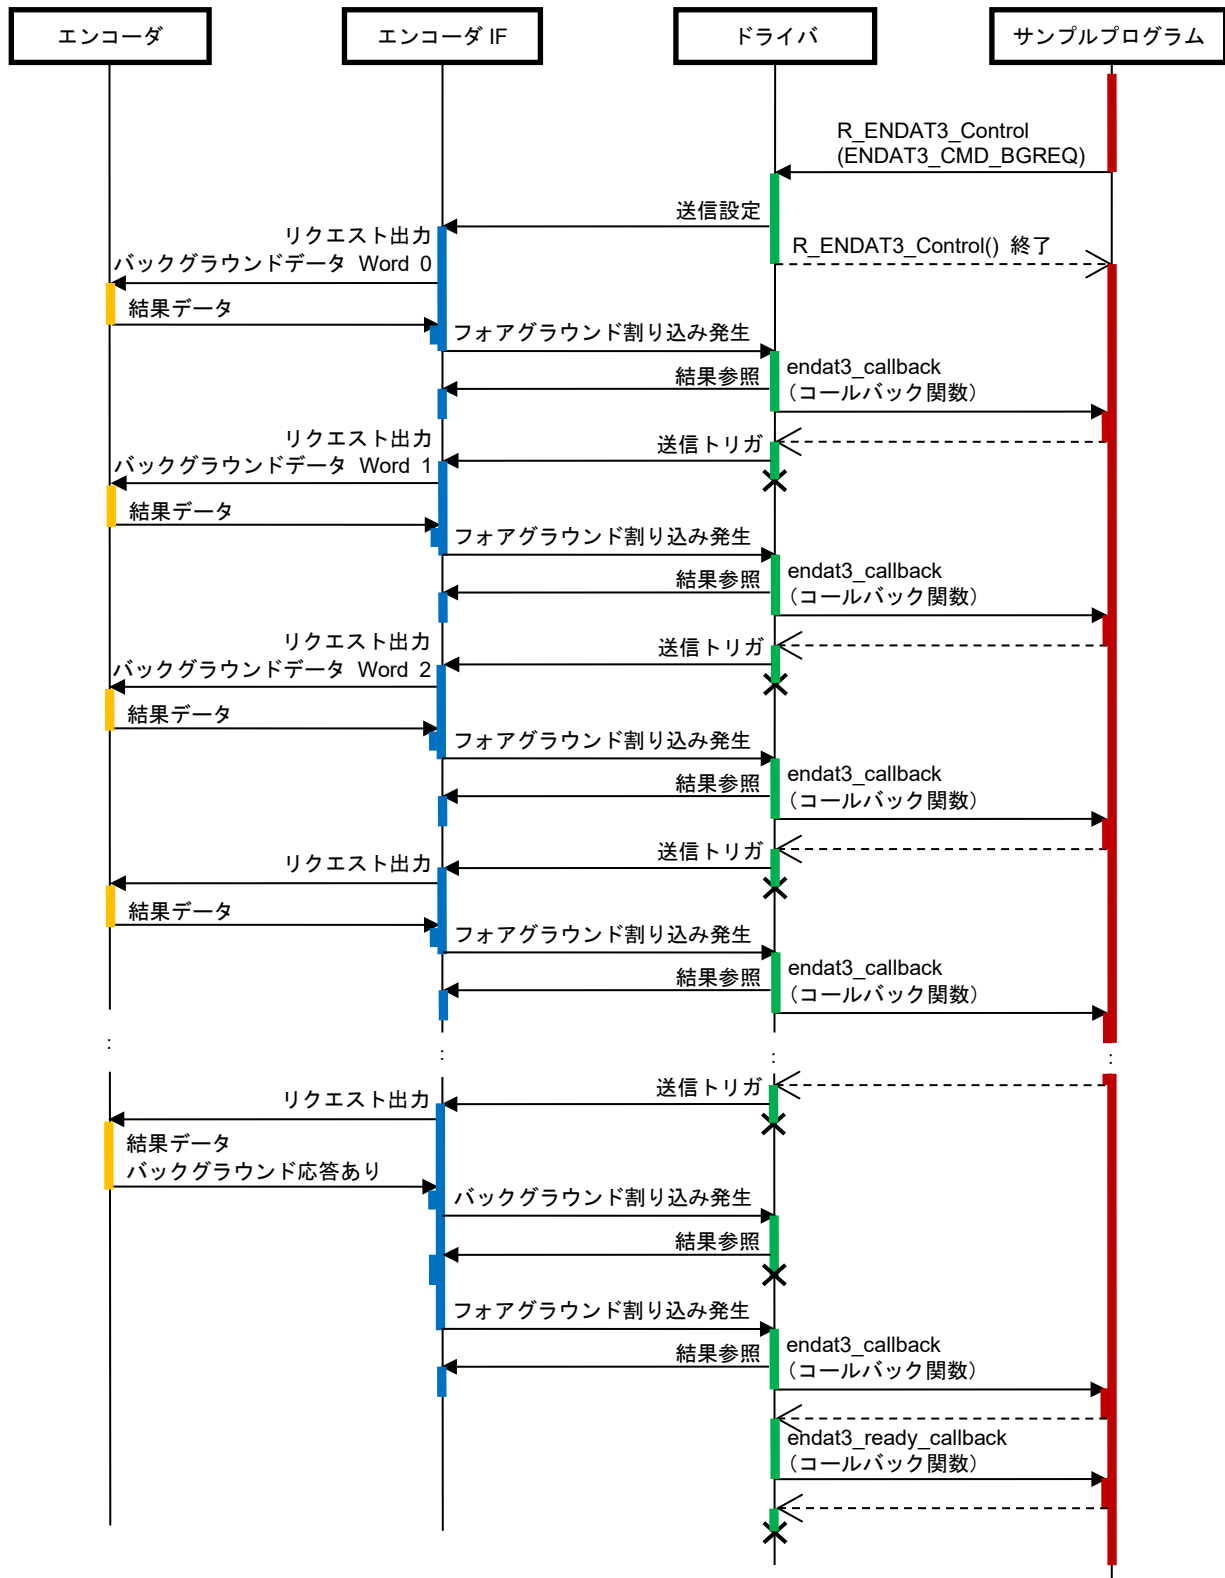 エンコーダ
エンコーダ IF
ドライバ
サンプルプログラム
R_ENDAT3_Control
(ENDAT3_CMD_BGREQ)
送信設定
リクエスト出力
バックグラウンドデータ Word 0
R_ENDAT3_Control() 終了
結果データ
フォアグラウンド割り込み発生
結果参照
endat3_callback
（コールバック関数）
リクエスト出力
バックグラウンドデータ Word 1
送信トリガ
結果データ
フォアグラウンド割り込み発生
結果参照
endat3_callback
（コールバック関数）
リクエスト出力
バックグラウンドデータ Word 2
送信トリガ
結果データ
フォアグラウンド割り込み発生
結果参照
endat3_callback
（コールバック関数）
リクエスト出力
送信トリガ
結果データ
フォアグラウンド割り込み発生
結果参照
endat3_callback
（コールバック関数）
:
:
:
:
リクエスト出力
送信トリガ
結果データ
バックグラウンド応答あり
バックグラウンド割り込み発生
結果参照
フォアグラウンド割り込み発生
結果参照
endat3_callback
（コールバック関数）
endat3_ready_callback
（コールバック関数）